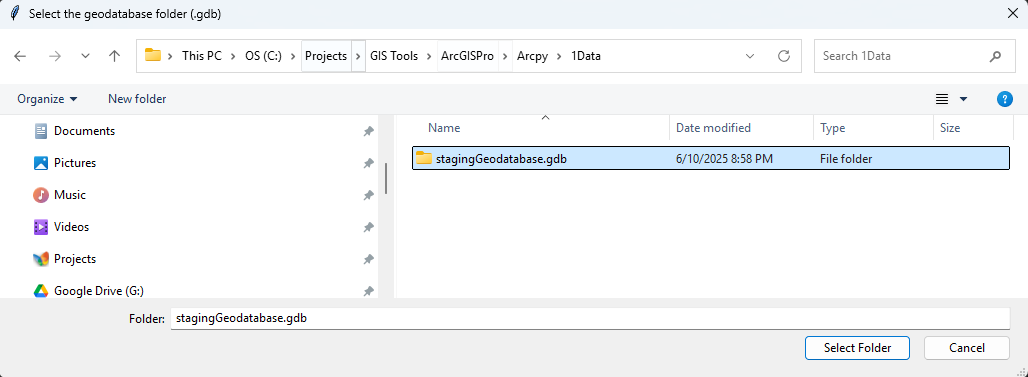 Select the geodatabase folder (.gdb)
This PC OS (C:) Projects GIS Tools ArcGISPro Arcpy 1Data
Search 1Data
Organize New folder
?
Name Date modified Type Size
Documents
Pictures
Music
Videos
Projects
Google Drive (G:)
stagingGeodatabase.gdb 6/10/2025 8:58 PM File folder
Folder: stagingGeodatabase.gdb
Select Folder Cancel